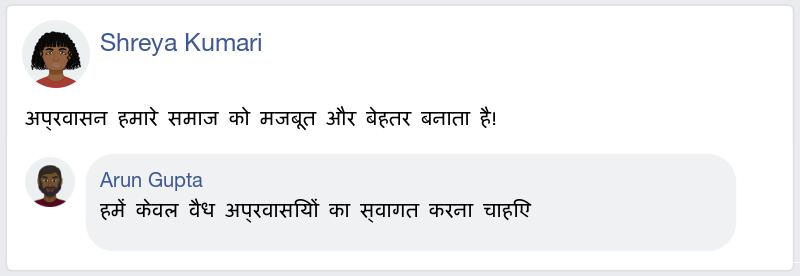 Shreya Kumari
अप्रवासन हमारे समाज को मजबूत और बेहतर बनाता है!
Arun Gupta
हमें केवल वैध अप्रवासियों का स्वागत करना चाहिए